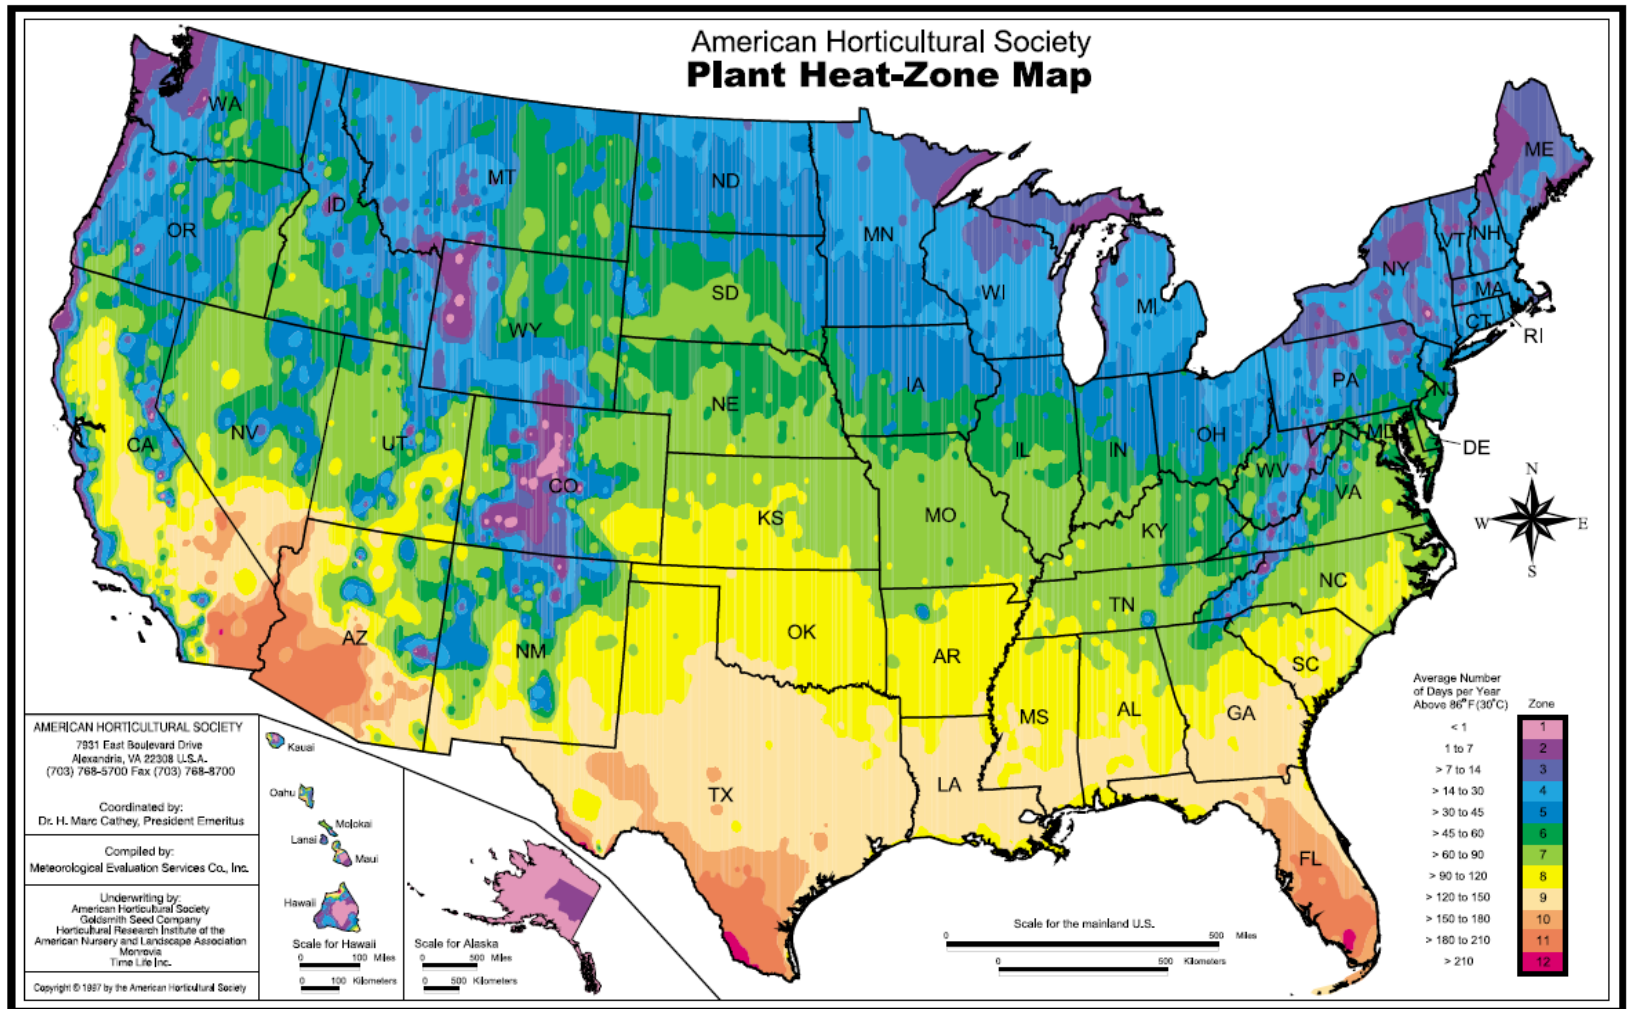 American Horticultural Society
Plant Heat-Zone Map
WA
OR
ID
MT
ND
MN
WI
MI
ME
VT
NH
NY
MA
CT
RI
WY
SD
IA
NE
PA
NJ
CA
NV
UT
CO
KS
MO
IL
IN
OH
WV
MD
DE
VA
KY
TN
NC
AZ
NM
OK
AR
SC
MS
AL
GA
TX
LA
FL
N
W
E
S
Average Number
of Days per Year
Above 86°F (30°C)
Zone
< 1
1
1 to 7
2
> 7 to 14
3
> 14 to 30
4
> 30 to 45
5
> 45 to 60
6
> 60 to 90
7
> 90 to 120
8
> 120 to 150
9
> 150 to 180
10
> 180 to 210
11
> 210
12
AMERICAN HORTICULTURAL SOCIETY
7931 East Boulevard Drive
Alexandria, VA 22308 U.S.A.
(703) 768-5700 Fax (703) 768-8700
Coordinated by:
Dr. H. Marc Cathey, President Emeritus
Compiled by:
Meteorological Evaluation Services Co., Inc.
Underwriting by:
American Horticultural Society
Goldsmith Seed Company
Horticultural Research Institute of the
American Nursery and Landscape Association
Monrovia
Time Life Inc.
Copyright © 1997 by the American Horticultural Society
Kauai
Oahu
Molokai
Lanai
Maui
Hawaii
Scale for Hawaii
0 100 Miles
0 100 Kilometers
Scale for Alaska
0 500 Miles
0 500 Kilometers
Scale for the mainland U.S.
0 500 Miles
0 500 Kilometers